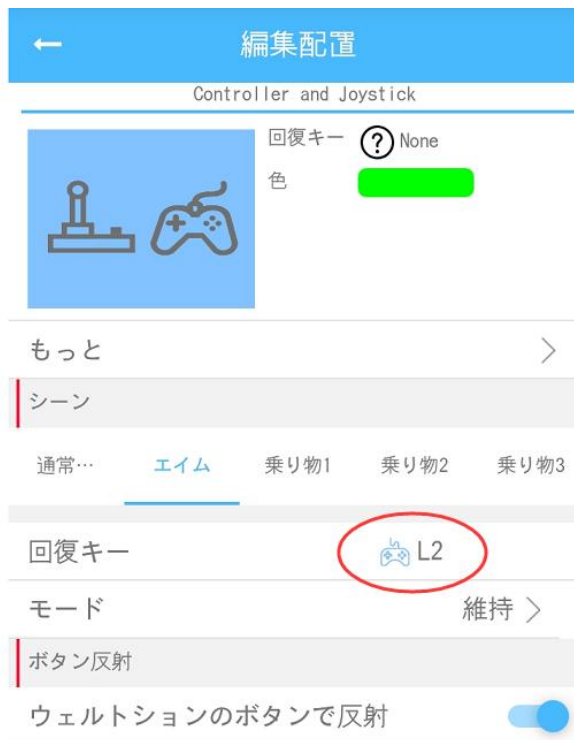 編集配置
Controller and Joystick
回復キー ? None
色
もっと
シーン
通常… エイム 乗り物1 乗り物2 乗り物3
回復キー L2
モード 維持
ボタン反射
ウェルトションのボタンで反射